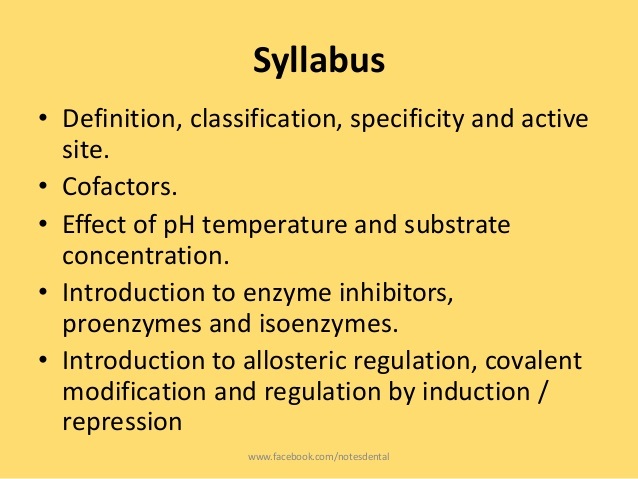 Syllabus
• Definition, classification, specificity and active
site.
• Cofactors.
• Effect of pH temperature and substrate
concentration.
• Introduction to enzyme inhibitors,
proenzymes and isoenzymes.
• Introduction to allosteric regulation, covalent
modification and regulation by induction /
repression
www.facebook.com/notesdental